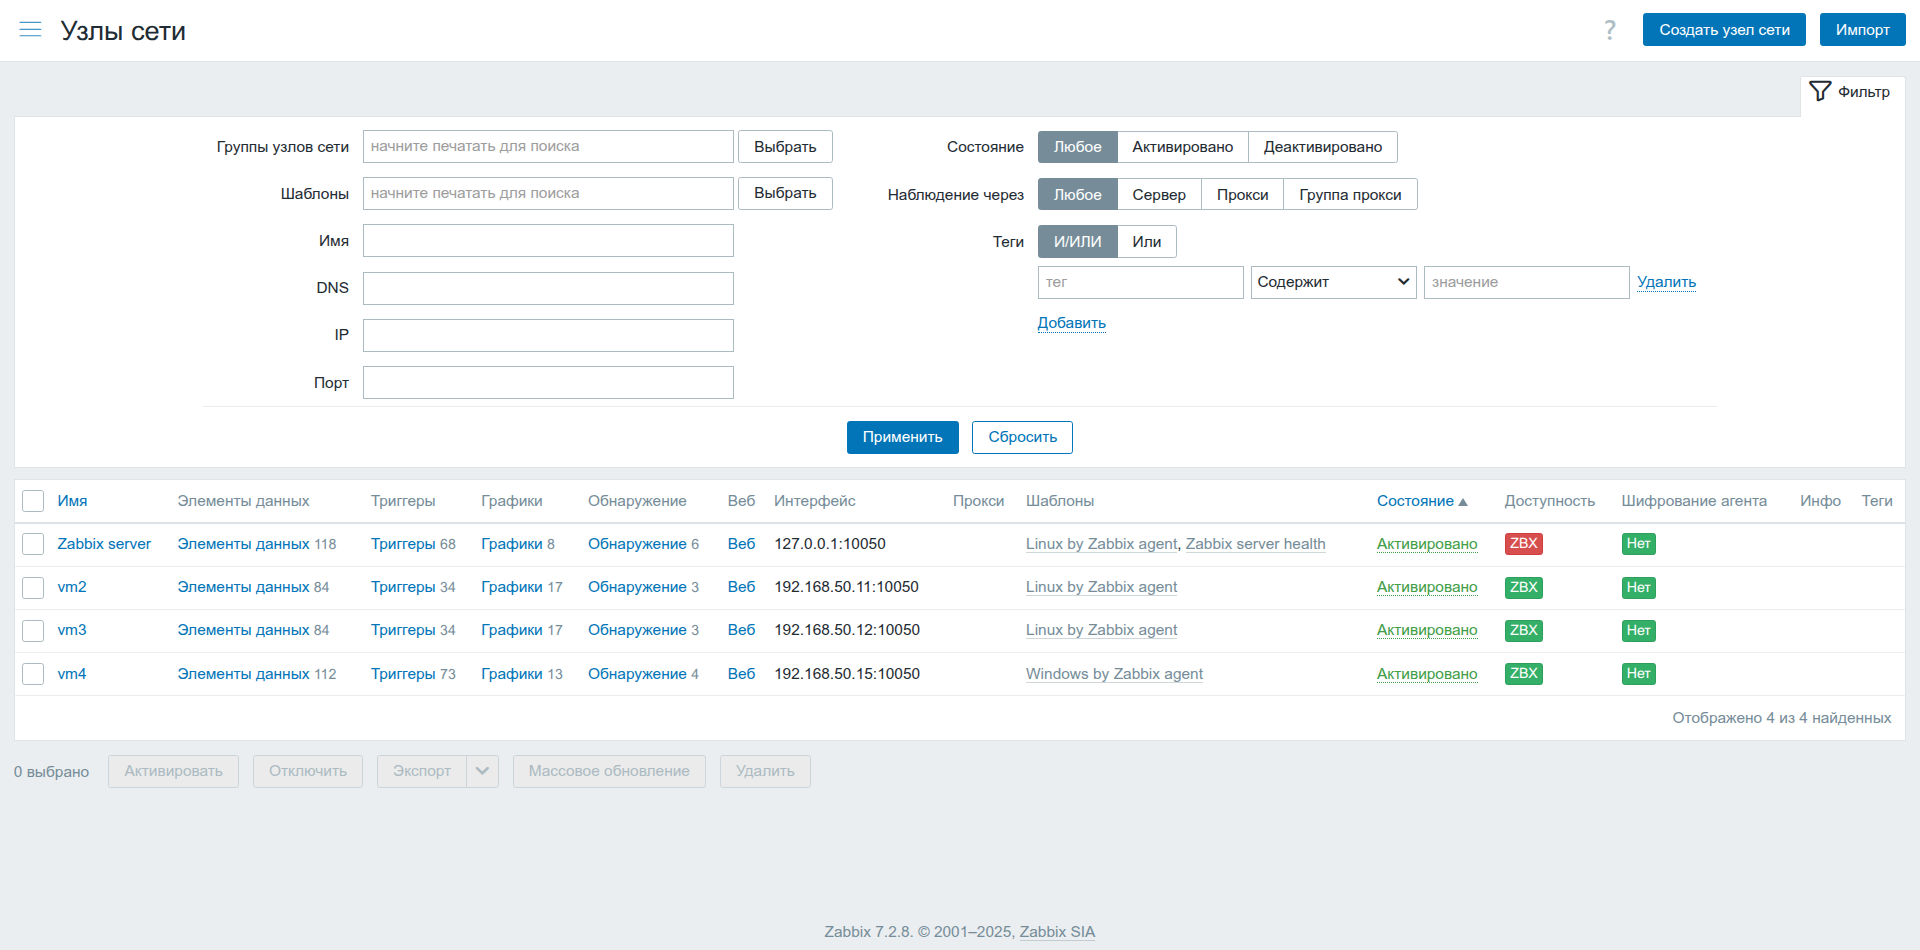 Узлы сети
? Создать узел сети Импорт
Фильтр
Группы узлов сети начните печатать для поиска Выбрать
Шаблоны начните печатать для поиска Выбрать
Имя
DNS
IP
Порт
Состояние Любое Активировано Деактивировано
Наблюдение через Любое Сервер Прокси Группа прокси
Теги И/ИЛИ Или
тег Содержит значение Удалить
Добавить
Применить Сбросить
Имя Элементы данных Триггеры Графики Обнаружение Веб Интерфейс Прокси Шаблоны Состояние Доступность Шифрование агента Инфо Теги
Zabbix server Элементы данных 118 Триггеры 68 Графики 8 Обнаружение 6 Веб 127.0.0.1:10050 Linux by Zabbix agent, Zabbix server health Активировано ZBX Нет
vm2 Элементы данных 84 Триггеры 34 Графики 17 Обнаружение 3 Веб 192.168.50.11:10050 Linux by Zabbix agent Активировано ZBX Нет
vm3 Элементы данных 84 Триггеры 34 Графики 17 Обнаружение 3 Веб 192.168.50.12:10050 Linux by Zabbix agent Активировано ZBX Нет
vm4 Элементы данных 112 Триггеры 73 Графики 13 Обнаружение 4 Веб 192.168.50.15:10050 Windows by Zabbix agent Активировано ZBX Нет
Отображено 4 из 4 найденных
0 выбрано Активировать Отключить Экспорт Массовое обновление Удалить
Zabbix 7.2.8. © 2001–2025, Zabbix SIA